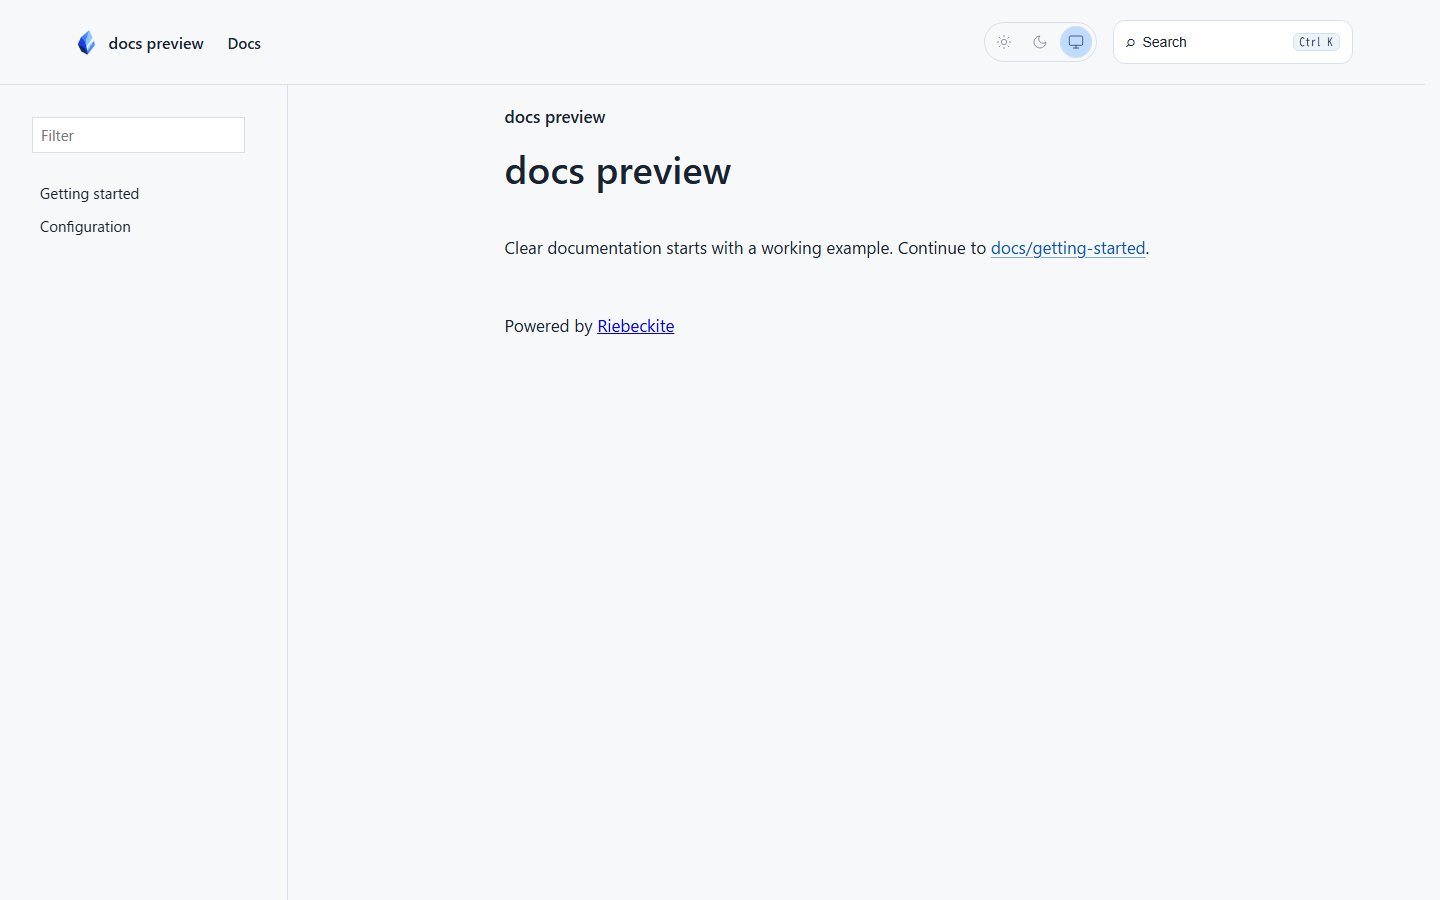 docs preview Docs
Search Ctrl K
Filter
Getting started
Configuration
docs preview
docs preview
Clear documentation starts with a working example. Continue to docs/getting-started.
Powered by Riebeckite